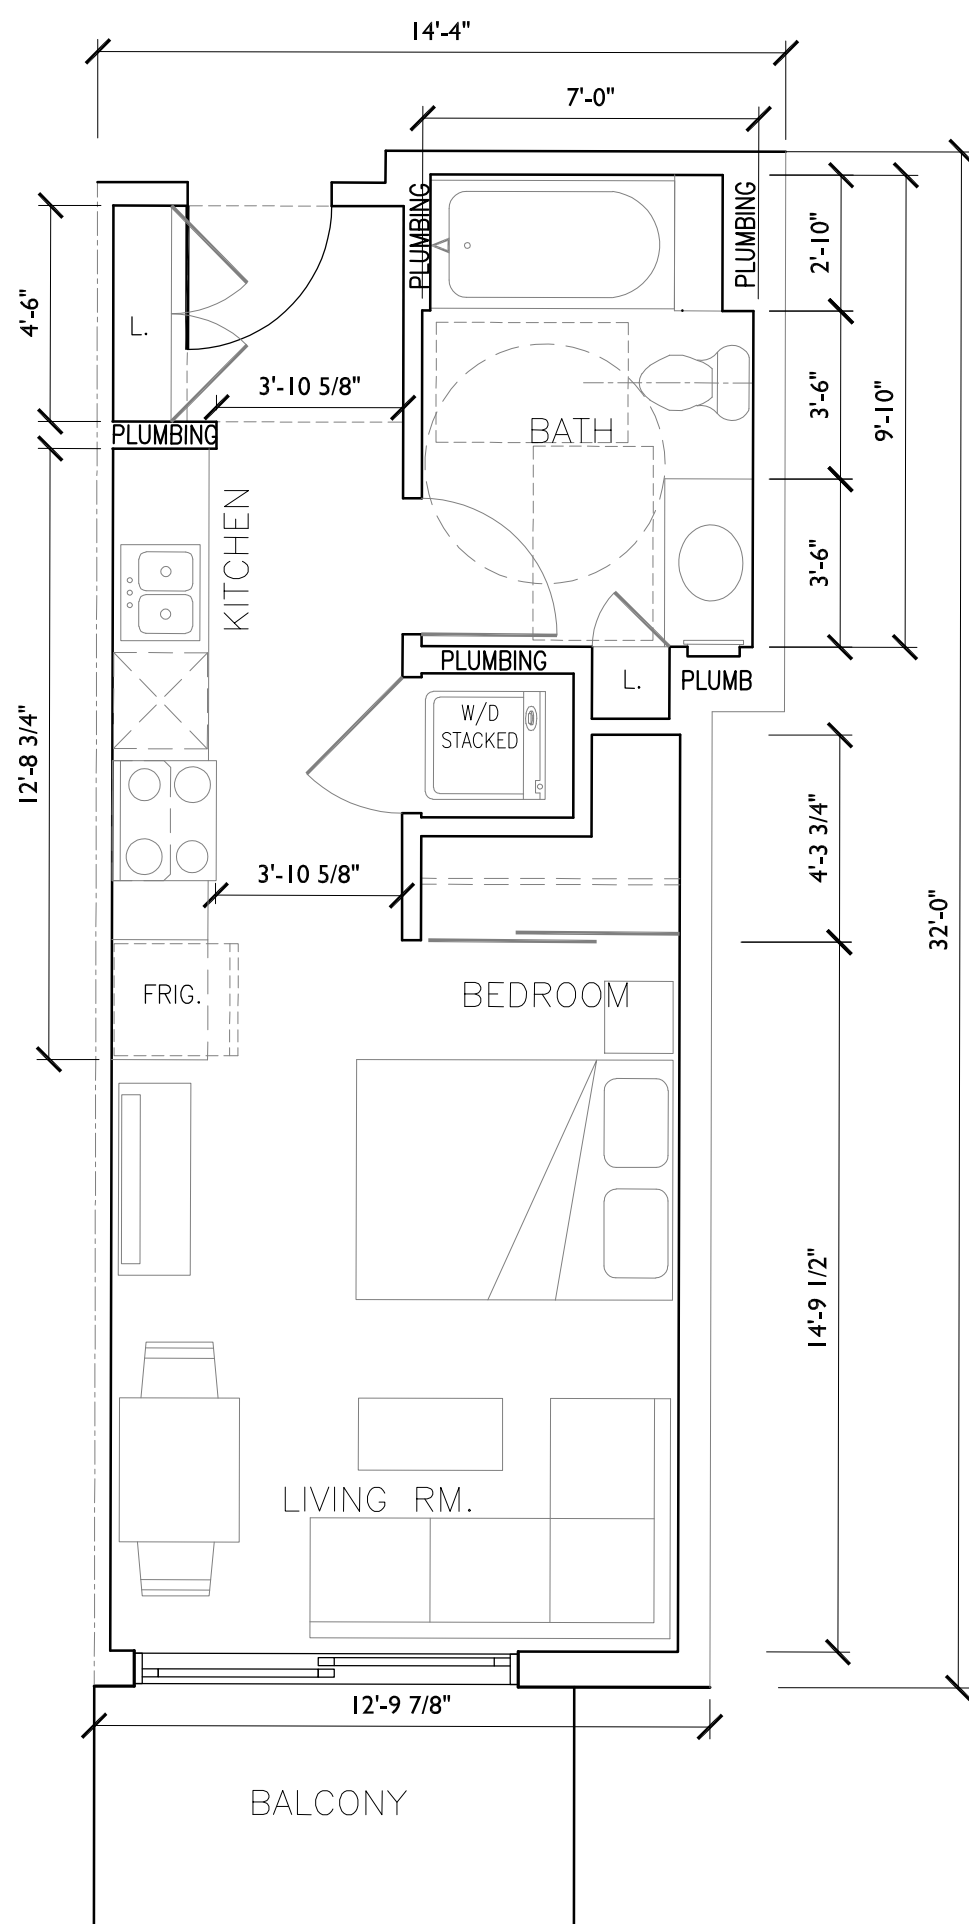 14'-4"
7'-0"
PLUMBING
PLUMBING
2'-10"
4'-6"
L.
3'-10 5/8"
3'-6"
9'-10"
PLUMBING
BATH
KITCHEN
3'-6"
PLUMBING
L.
PLUMB
W/D
STACKED
12'-8 3/4"
4'-3 3/4"
3'-10 5/8"
32'-0"
FRIG.
BEDROOM
14'-9 1/2"
LIVING RM.
12'-9 7/8"
BALCONY